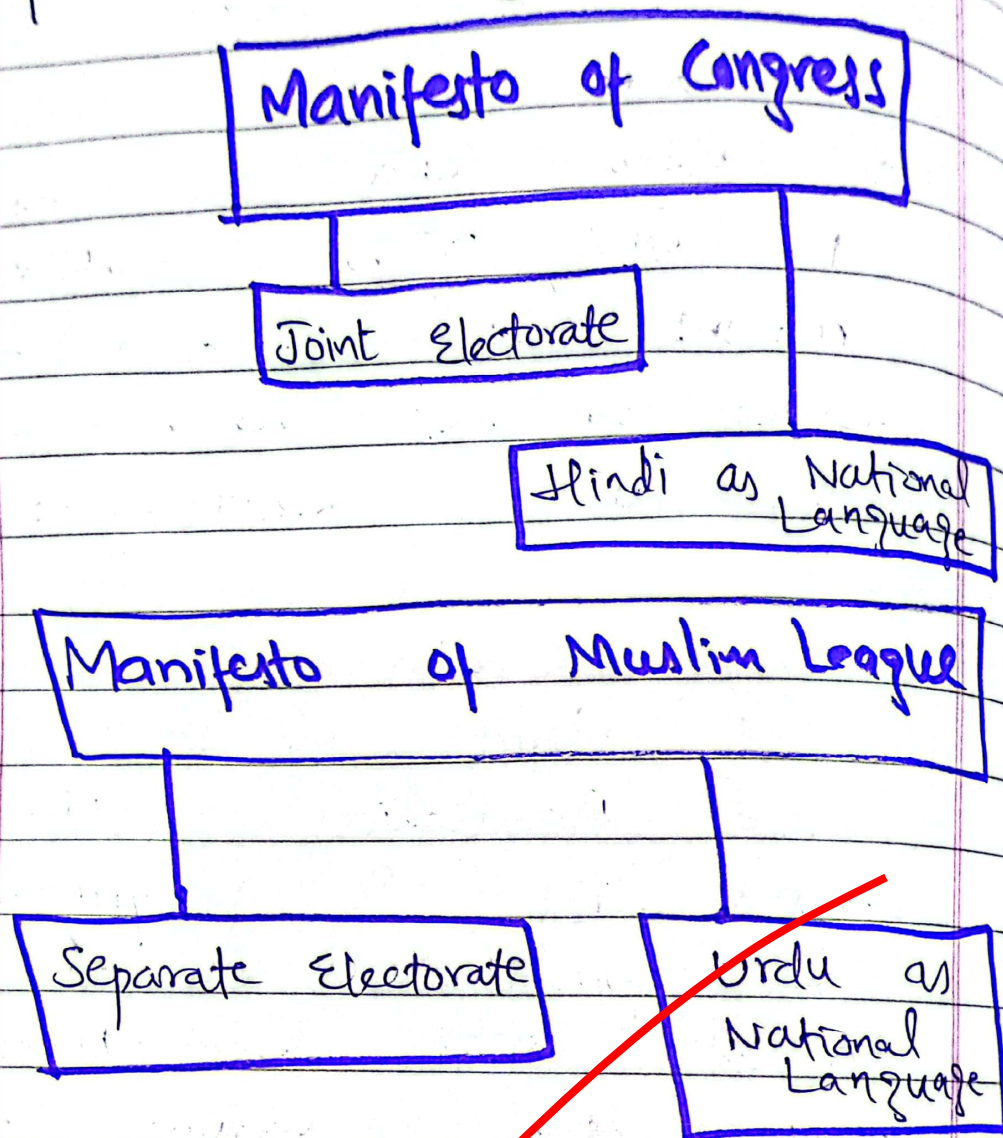 Manifesto of Congress
Joint Electorate
Hindi as National
Language
Manifesto of Muslim League
Separate Electorate
Urdu as
National
Language